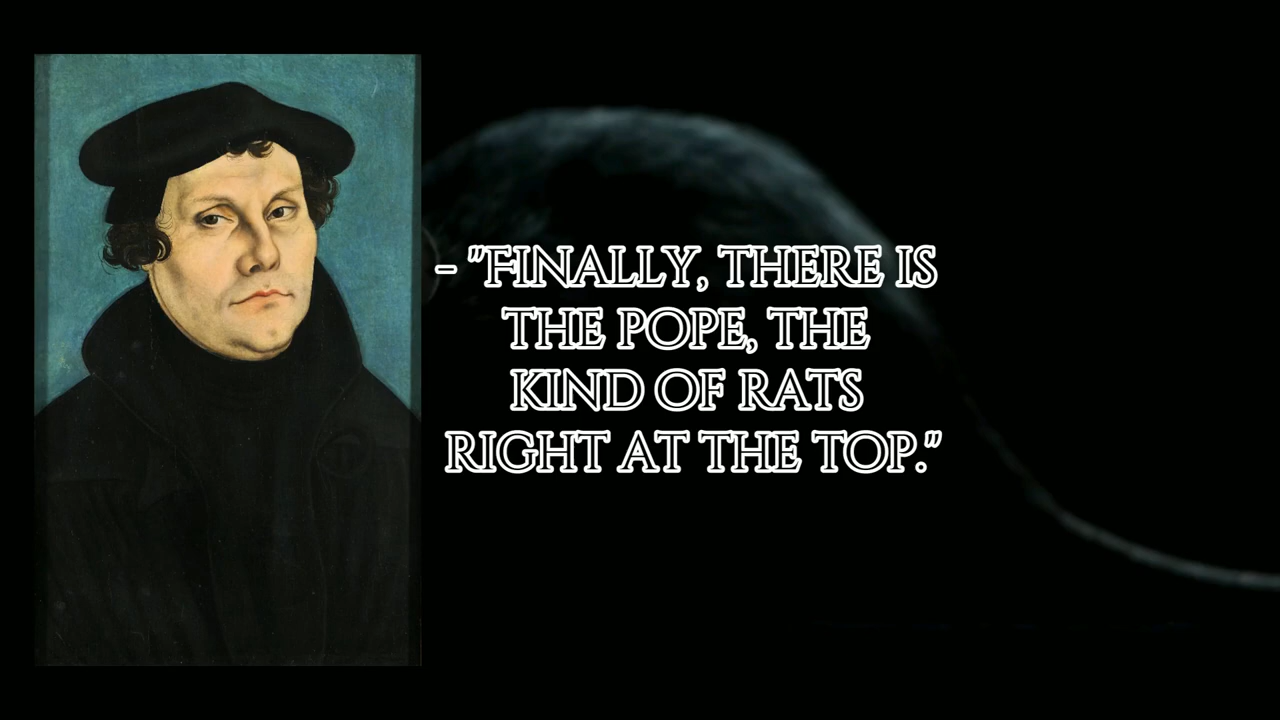 - "FINALLY, THERE IS
THE POPE, THE
KIND OF RATS
RIGHT AT THE TOP."